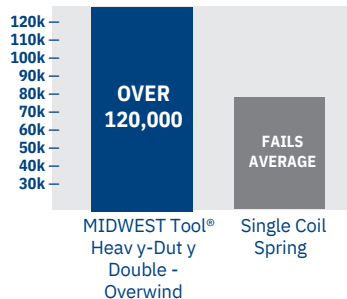 120k
110k
100k
90k
80k
70k
60k
50k
40k
30k
OVER
120,000
FAILS
AVERAGE
MIDWEST Tool®
Heav y-Dut y
Double -
Overwind
Single Coil
Spring